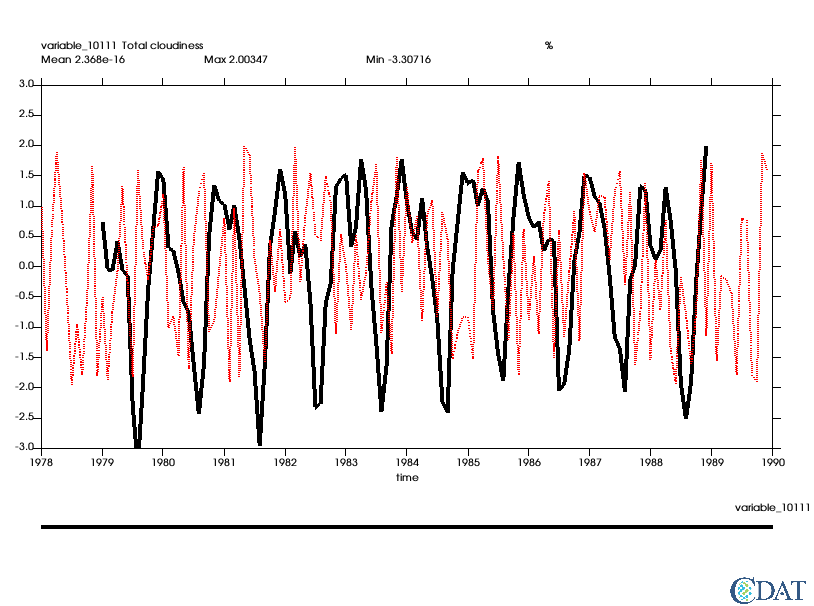 variable_10111 Total cloudiness %
Mean 2.368e-16 Max 2.00347 Min -3.30716
3.0
2.5
2.0
1.5
1.0
0.5
0.0
-0.5
-1.0
-1.5
-2.0
-2.5
-3.0
1978 1979 1980 1981 1982 1983 1984 1985 1986 1987 1988 1989 1990
time
variable_10111
CDAT